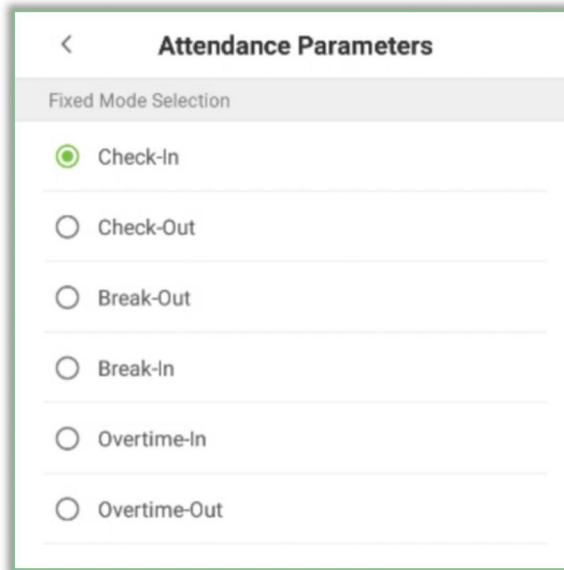 Attendance Parameters
Fixed Mode Selection
Check-In
Check-Out
Break-Out
Break-In
Overtime-In
Overtime-Out